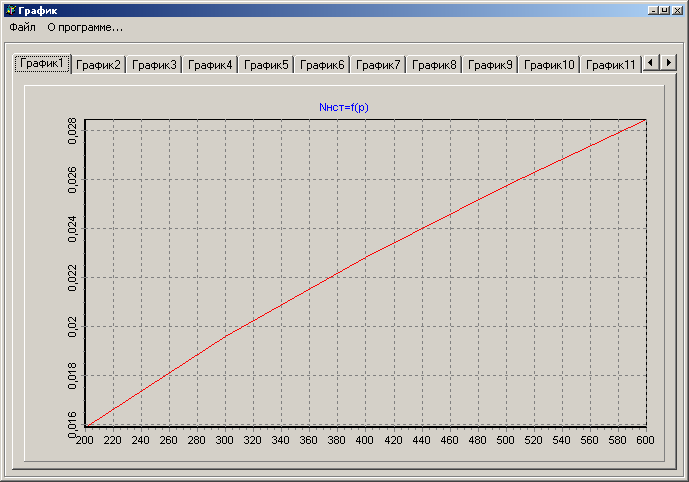 График
Файл О программе...
График1 График2 График3 График4 График5 График6 График7 График8 График9 График10 График11
Nнст=f(p)
0,028
0,026
0,024
0,022
0,02
0,018
0,016
200 220 240 260 280 300 320 340 360 380 400 420 440 460 480 500 520 540 560 580 600